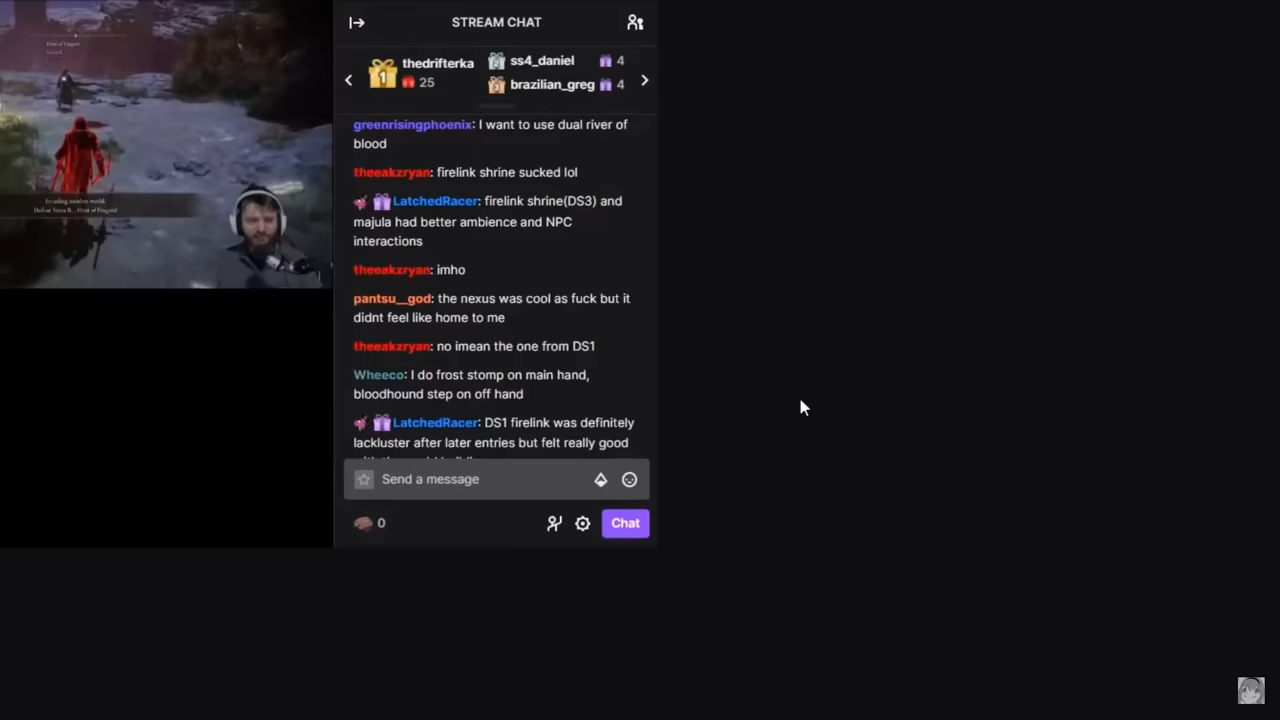 STREAM CHAT
thedrifterka
25
ss4_daniel
4
brazilian_greg
4
1
greenrisingphoenix: I want to use dual river of
blood
theeakzryan: firelink shrine sucked lol
LatchedRacer: firelink shrine(DS3) and
majula had better ambience and NPC
interactions
theeakzryan: imho
pantsu__god: the nexus was cool as fuck but it
didnt feel like home to me
theeakzryan: no imean the one from DS1
Wheeco: I do frost stomp on main hand,
bloodhound step on off hand
LatchedRacer: DS1 firelink was definitely
lackluster after later entries but felt really good
Send a message
0
Chat
Invading another world.